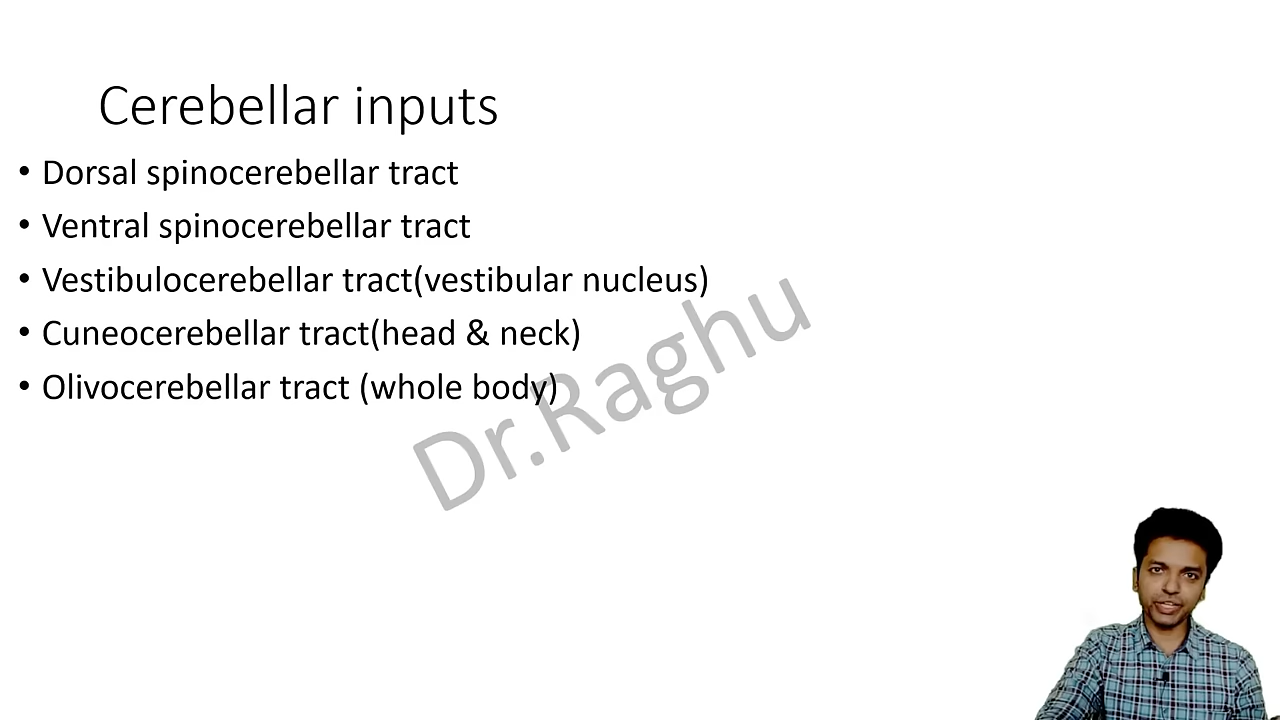 Cerebellar inputs
• Dorsal spinocerebellar tract
• Ventral spinocerebellar tract
• Vestibulocerebellar tract(vestibular nucleus)
• Cuneocerebellar tract(head & neck)
• Olivocerebellar tract (whole body)
Dr.Raghu